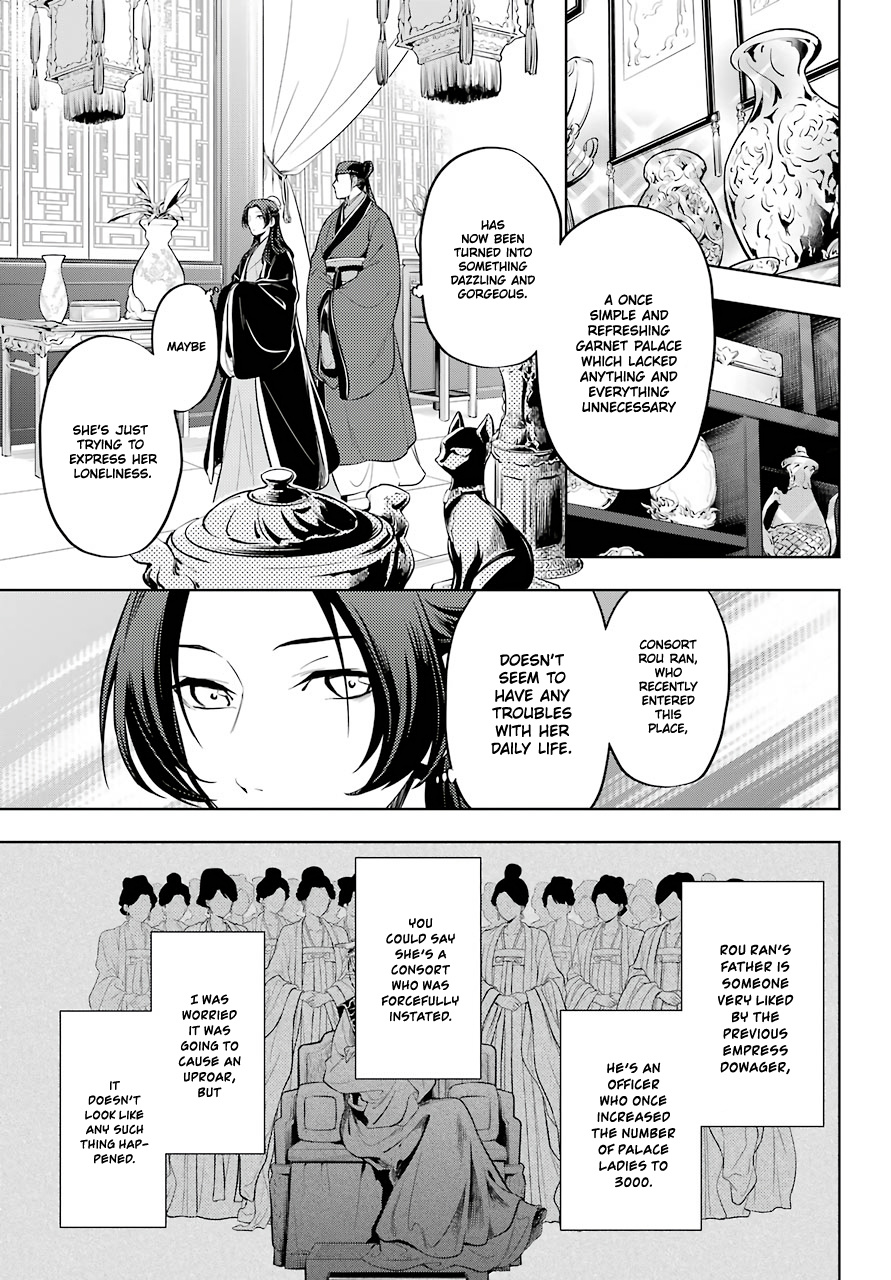 A ONCE
SIMPLE AND
REFRESHING
GARNET PALACE
WHICH LACKED
ANYTHING AND
EVERYTHING
UNNECESSARY
HAS
NOW BEEN
TURNED INTO
SOMETHING
DAZZLING AND
GORGEOUS.
MAYBE
SHE'S JUST
TRYING TO
EXPRESS HER
LONELINESS.
CONSORT
ROU RAN,
WHO
RECENTLY
ENTERED
THIS
PLACE,
DOESN'T
SEEM TO
HAVE ANY
TROUBLES
WITH HER
DAILY LIFE.
ROU RAN'S
FATHER IS
SOMEONE
VERY LIKED
BY THE
PREVIOUS
EMPRESS
DOWAGER,
HE'S AN
OFFICER
WHO ONCE
INCREASED
THE NUMBER
OF PALACE
LADIES TO
3000.
YOU
COULD SAY
SHE'S A
CONSORT
WHO WAS
FORCEFULLY
INSTATED.
I WAS
WORRIED
IT WAS
GOING TO
CAUSE AN
UPROAR,
BUT
IT
DOESN'T
LOOK LIKE
ANY SUCH
THING HAP-
PENED.